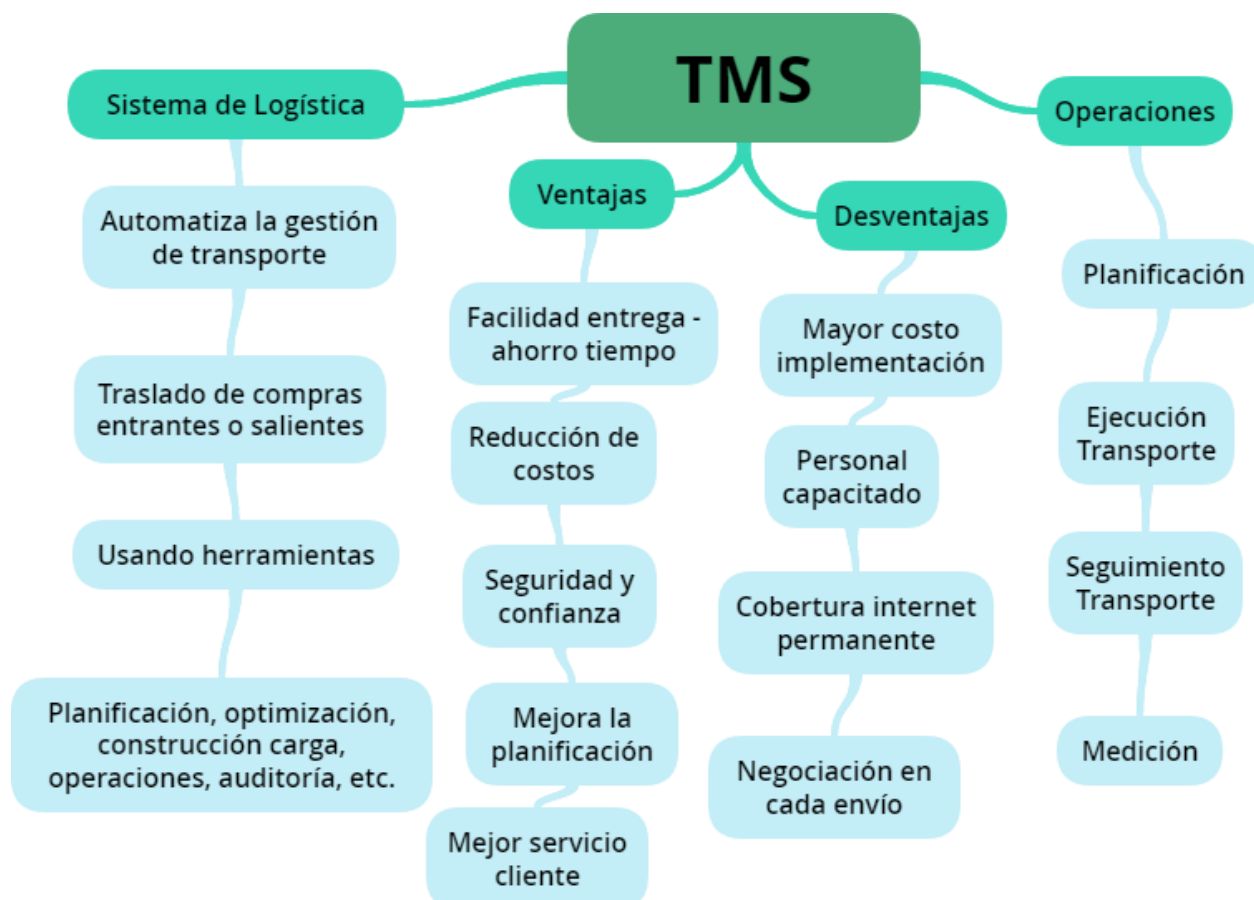 TMS
Sistema de Logística
Automatiza la gestión
de transporte
Traslado de compras
entrantes o salientes
Usando herramientas
Planificación, optimización,
construcción carga,
operaciones, auditoría, etc.
Ventajas
Facilidad entrega -
ahorro tiempo
Reducción de
costos
Seguridad y
confianza
Mejora la
planificación
Mejor servicio
cliente
Desventajas
Mayor costo
implementación
Personal
capacitado
Cobertura internet
permanente
Negociación en
cada envío
Operaciones
Planificación
Ejecución
Transporte
Seguimiento
Transporte
Medición